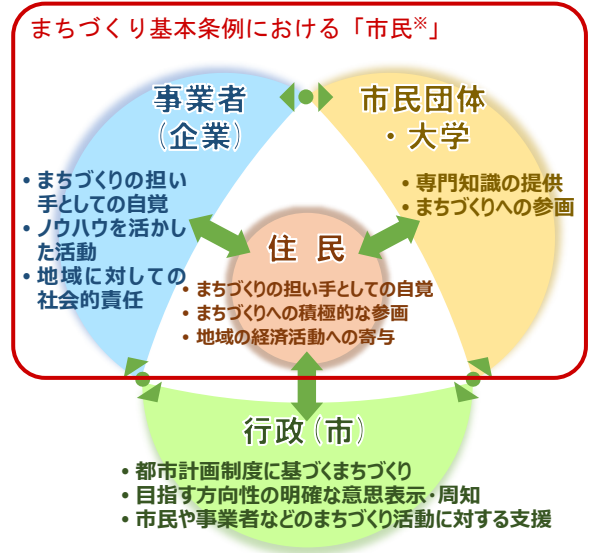 まちづくり基本条例における「市民※」
事業者
（企業）
・まちづくりの担い
手としての自覚
・ノウハウを活かし
た活動
・地域に対しての
社会的責任
市民団体
・大学
・専門知識の提供
・まちづくりへの参画
住 民
・まちづくりの担い手としての自覚
・まちづくりへの積極的な参画
・地域の経済活動への寄与
行政（市）
・都市計画制度に基づくまちづくり
・目指す方向性の明確な意思表示・周知
・市民や事業者などのまちづくり活動に対する支援